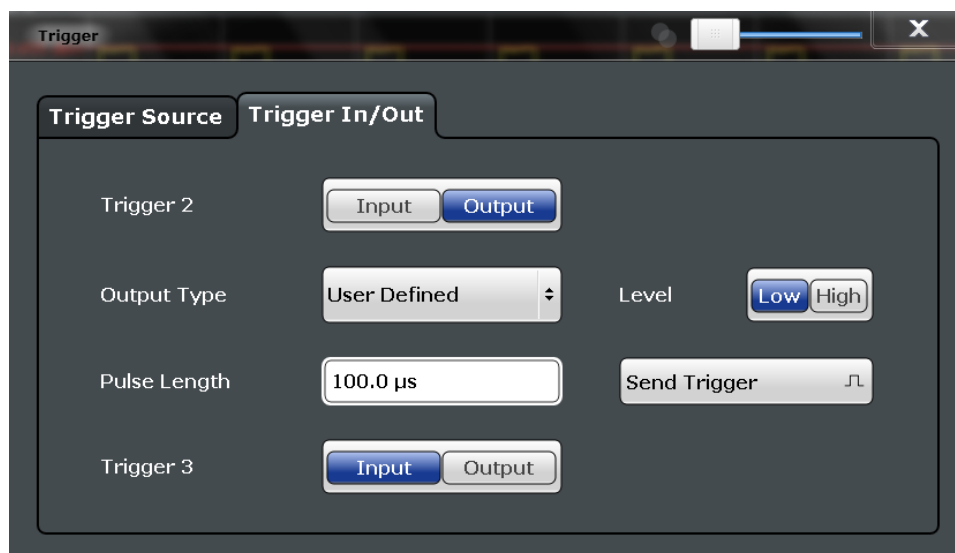 Trigger
X
Trigger Source
Trigger In/Out
Trigger 2
Input
Output
Output Type
User Defined
Level
Low
High
Pulse Length
100.0 µs
Send Trigger
Trigger 3
Input
Output